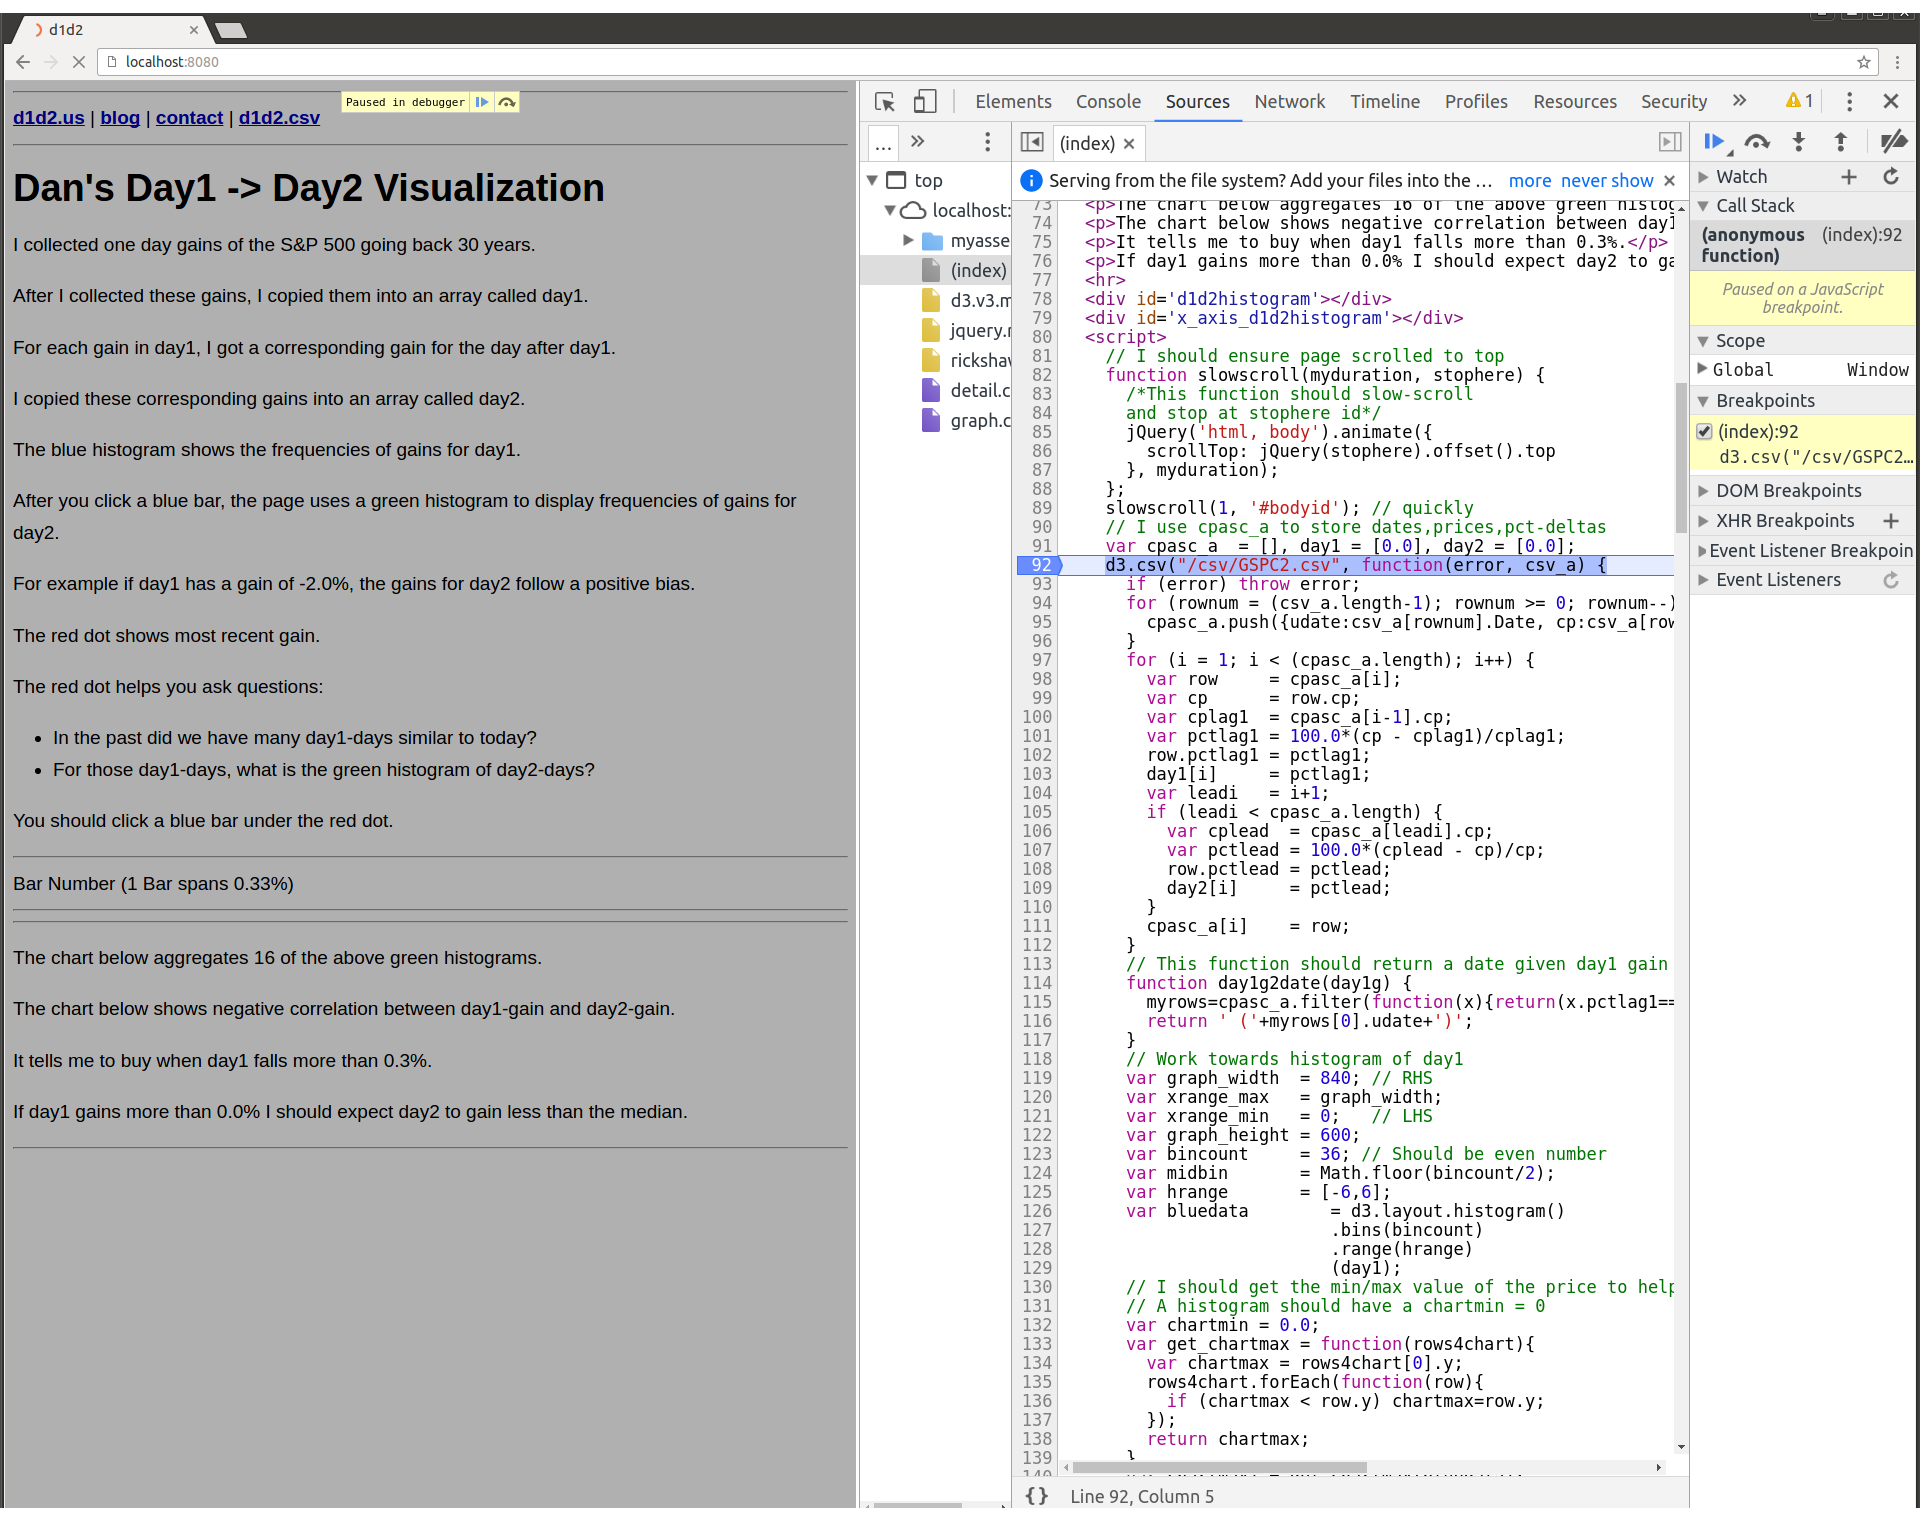 d1d2
localhost:8080
Paused in debugger
d1d2.us | blog | contact | d1d2.csv
Dan's Day1 -> Day2 Visualization
I collected one day gains of the S&P 500 going back 30 years.
After I collected these gains, I copied them into an array called day1.
For each gain in day1, I got a corresponding gain for the day after day1.
I copied these corresponding gains into an array called day2.
The blue histogram shows the frequencies of gains for day1.
After you click a blue bar, the page uses a green histogram to display frequencies of gains for
day2.
For example if day1 has a gain of -2.0%, the gains for day2 follow a positive bias.
The red dot shows most recent gain.
The red dot helps you ask questions:
• In the past did we have many day1-days similar to today?
• For those day1-days, what is the green histogram of day2-days?
You should click a blue bar under the red dot.
Bar Number (1 Bar spans 0.33%)
The chart below aggregates 16 of the above green histograms.
The chart below shows negative correlation between day1-gain and day2-gain.
It tells me to buy when day1 falls more than 0.3%.
If day1 gains more than 0.0% I should expect day2 to gain less than the median.
Elements Console Sources Network Timeline Profiles Resources Security » 1
... »
top
localhost:
myasse
(index)
d3.v3.m
jquery.r
ricksha
detail.c
graph.c
(index)
Serving from the file system? Add your files into the ... more never show
73 <p>The chart below aggregates 16 of the above green histog
74 <p>The chart below shows negative correlation between day1
75 <p>It tells me to buy when day1 falls more than 0.3%.</p>
76 <p>If day1 gains more than 0.0% I should expect day2 to ga
77 <hr>
78 <div id='d1d2histogram'></div>
79 <div id='x_axis_d1d2histogram'></div>
80 <script>
81 // I should ensure page scrolled to top
82 function slowscroll(myduration, stophere) {
83 /*This function should slow-scroll
84 and stop at stophere id*/
85 jQuery('html, body').animate({
86 scrollTop: jQuery(stophere).offset().top
87 }, myduration);
88 };
89 slowscroll(1, '#bodyid'); // quickly
90 // I use cpasc_a to store dates,prices,pct-deltas
91 var cpasc_a = [], day1 = [0.0], day2 = [0.0];
92 d3.csv("/csv/GSPC2.csv", function(error, csv_a) {
93 if (error) throw error;
94 for (rownum = (csv_a.length-1); rownum >= 0; rownum--)
95 cpasc_a.push({udate:csv_a[rownum].Date, cp:csv_a[row
96 }
97 for (i = 1; i < (cpasc_a.length); i++) {
98 var row = cpasc_a[i];
99 var cp = row.cp;
100 var cplag1 = cpasc_a[i-1].cp;
101 var pctlag1 = 100.0*(cp - cplag1)/cplag1;
102 row.pctlag1 = pctlag1;
103 day1[i] = pctlag1;
104 var leadi = i+1;
105 if (leadi < cpasc_a.length) {
106 var cplead = cpasc_a[leadi].cp;
107 var pctlead = 100.0*(cplead - cp)/cp;
108 row.pctlead = pctlead;
109 day2[i] = pctlead;
110 }
111 cpasc_a[i] = row;
112 }
113 // This function should return a date given day1 gain
114 function day1g2date(day1g) {
115 myrows=cpasc_a.filter(function(x){return(x.pctlag1==
116 return ' ('+myrows[0].udate+')';
117 }
118 // Work towards histogram of day1
119 var graph_width = 840; // RHS
120 var xrange_max = graph_width;
121 var xrange_min = 0; // LHS
122 var graph_height = 600;
123 var bincount = 36; // Should be even number
124 var midbin = Math.floor(bincount/2);
125 var hrange = [-6,6];
126 var bluedata = d3.layout.histogram()
127 .bins(bincount)
128 .range(hrange)
129 (day1);
130 // I should get the min/max value of the price to help
131 // A histogram should have a chartmin = 0
132 var chartmin = 0.0;
133 var get_chartmax = function(rows4chart){
134 var chartmax = rows4chart[0].y;
135 rows4chart.forEach(function(row){
136 if (chartmax < row.y) chartmax=row.y;
137 });
138 return chartmax;
139 }
{} Line 92, Column 5
Watch
Call Stack
(anonymous function) (index):92
Paused on a JavaScript
breakpoint.
Scope
Global Window
Breakpoints
(index):92
d3.csv("/csv/GSPC2...
DOM Breakpoints
XHR Breakpoints
Event Listener Breakpoin
Event Listeners